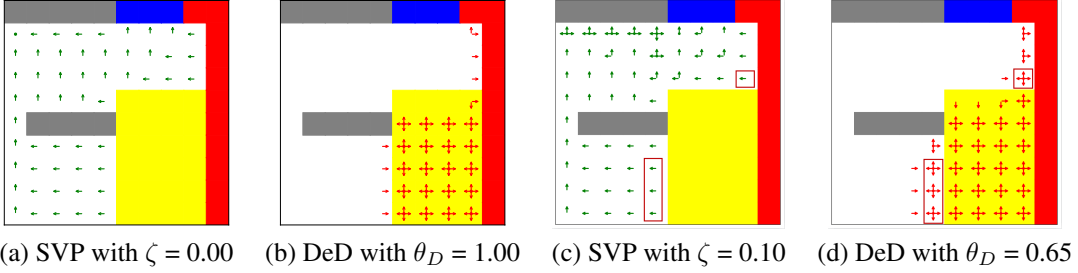 (a) SVP with ζ = 0.00 (b) DeD with θ_D = 1.00 (c) SVP with ζ = 0.10 (d) DeD with θ_D = 0.65